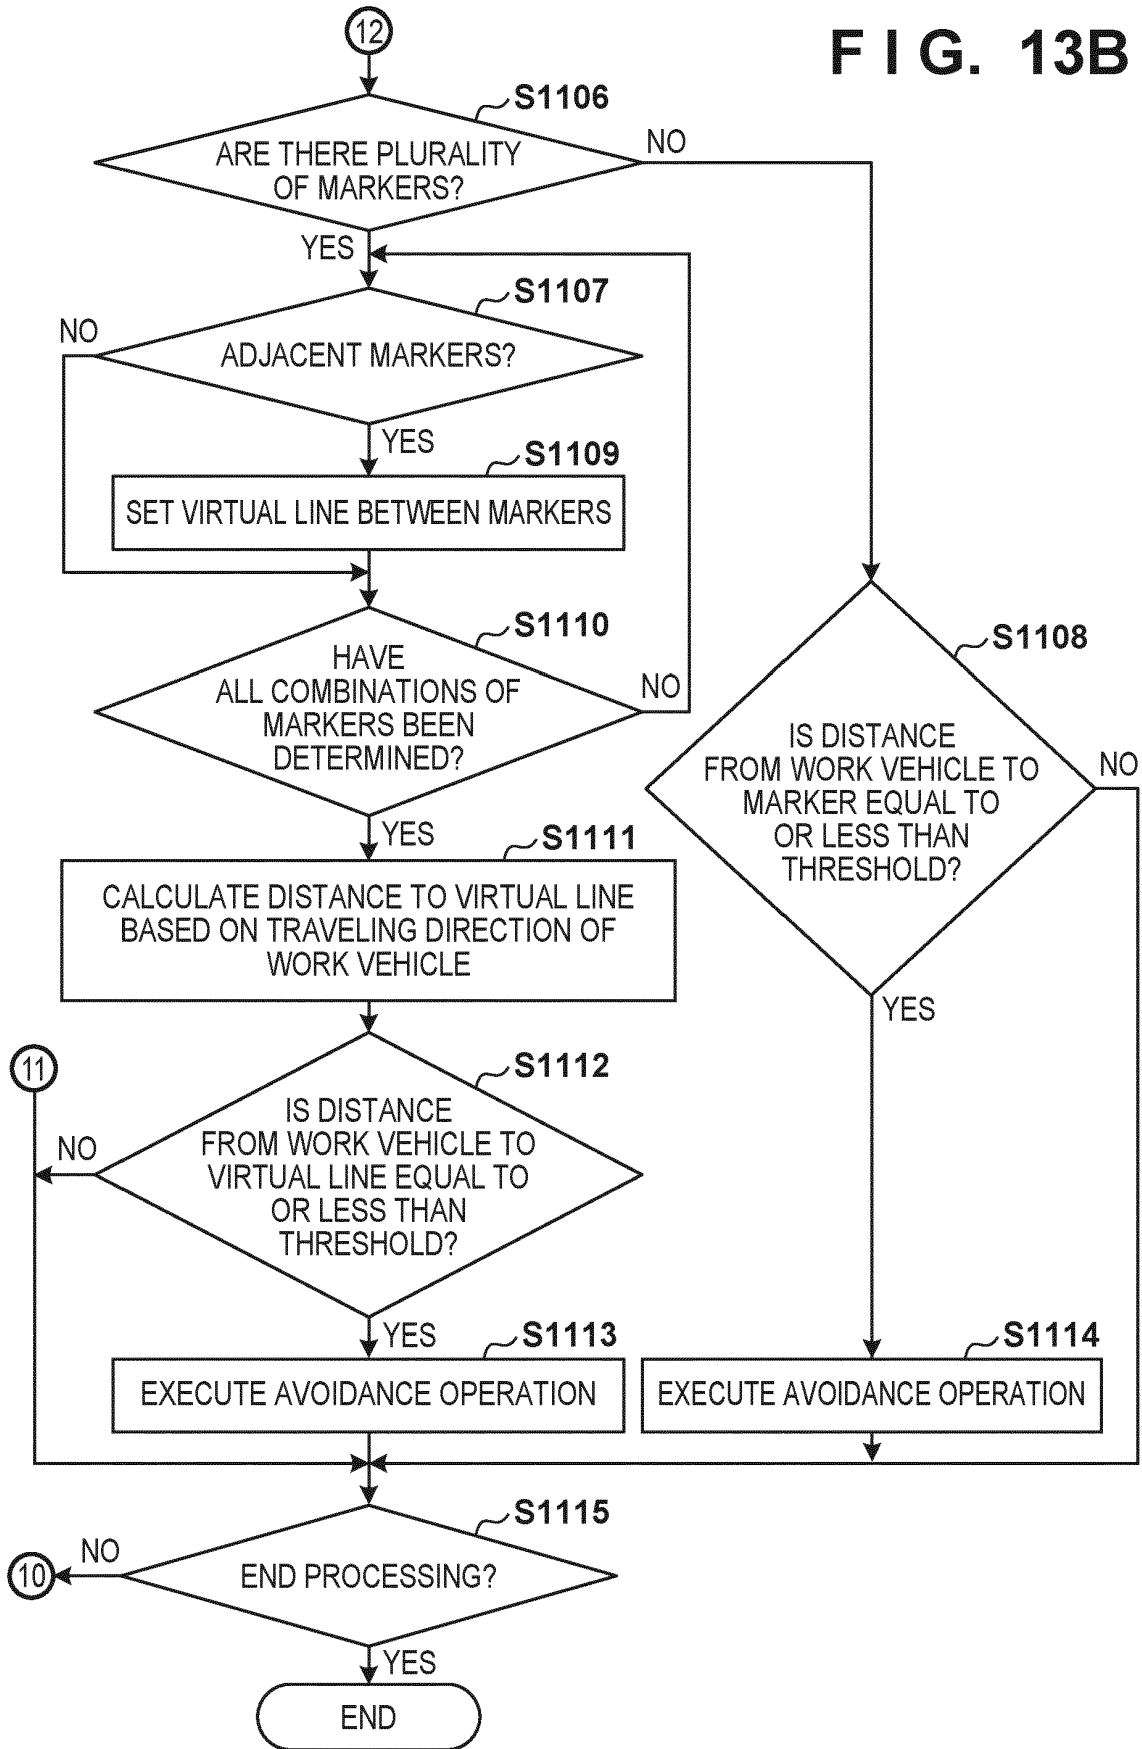 FIG. 13B
12
S1106
ARE THERE PLURALITY
OF MARKERS?
NO
YES
S1107
NO
ADJACENT MARKERS?
YES
S1109
SET VIRTUAL LINE BETWEEN MARKERS
S1110
HAVE
ALL COMBINATIONS OF
MARKERS BEEN
DETERMINED?
NO
YES
S1108
IS DISTANCE
FROM WORK VEHICLE TO
MARKER EQUAL TO
OR LESS THAN
THRESHOLD?
NO
YES
S1111
CALCULATE DISTANCE TO VIRTUAL LINE
BASED ON TRAVELING DIRECTION OF
WORK VEHICLE
11
S1112
IS DISTANCE
FROM WORK VEHICLE TO
VIRTUAL LINE EQUAL TO
OR LESS THAN
THRESHOLD?
NO
YES
S1113
EXECUTE AVOIDANCE OPERATION
S1114
EXECUTE AVOIDANCE OPERATION
S1115
END PROCESSING?
NO
10
YES
END